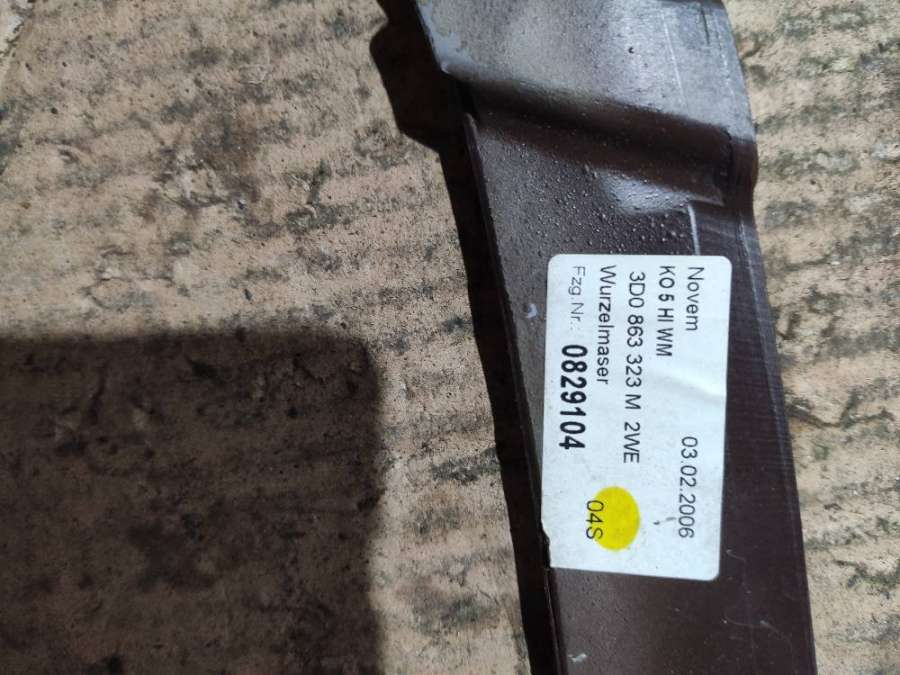 Novem 03.02.2006
KO 5 HI WM
3D0 863 323 M 2WE
Wurzelmaser 04S
Fzg.Nr.: 0829104